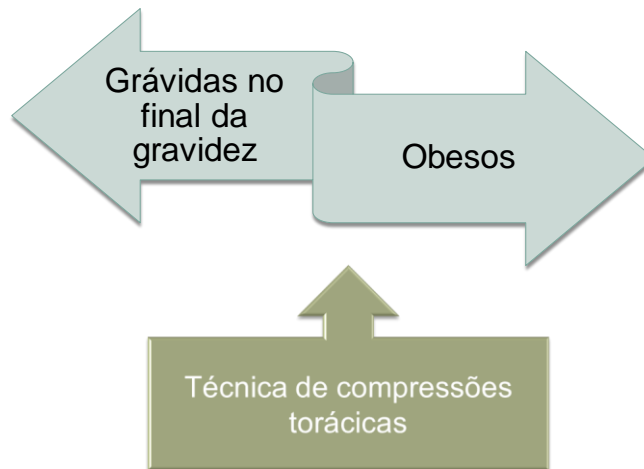 Grávidas no
final da
gravidez
Obesos
Técnica de compressões
torácicas